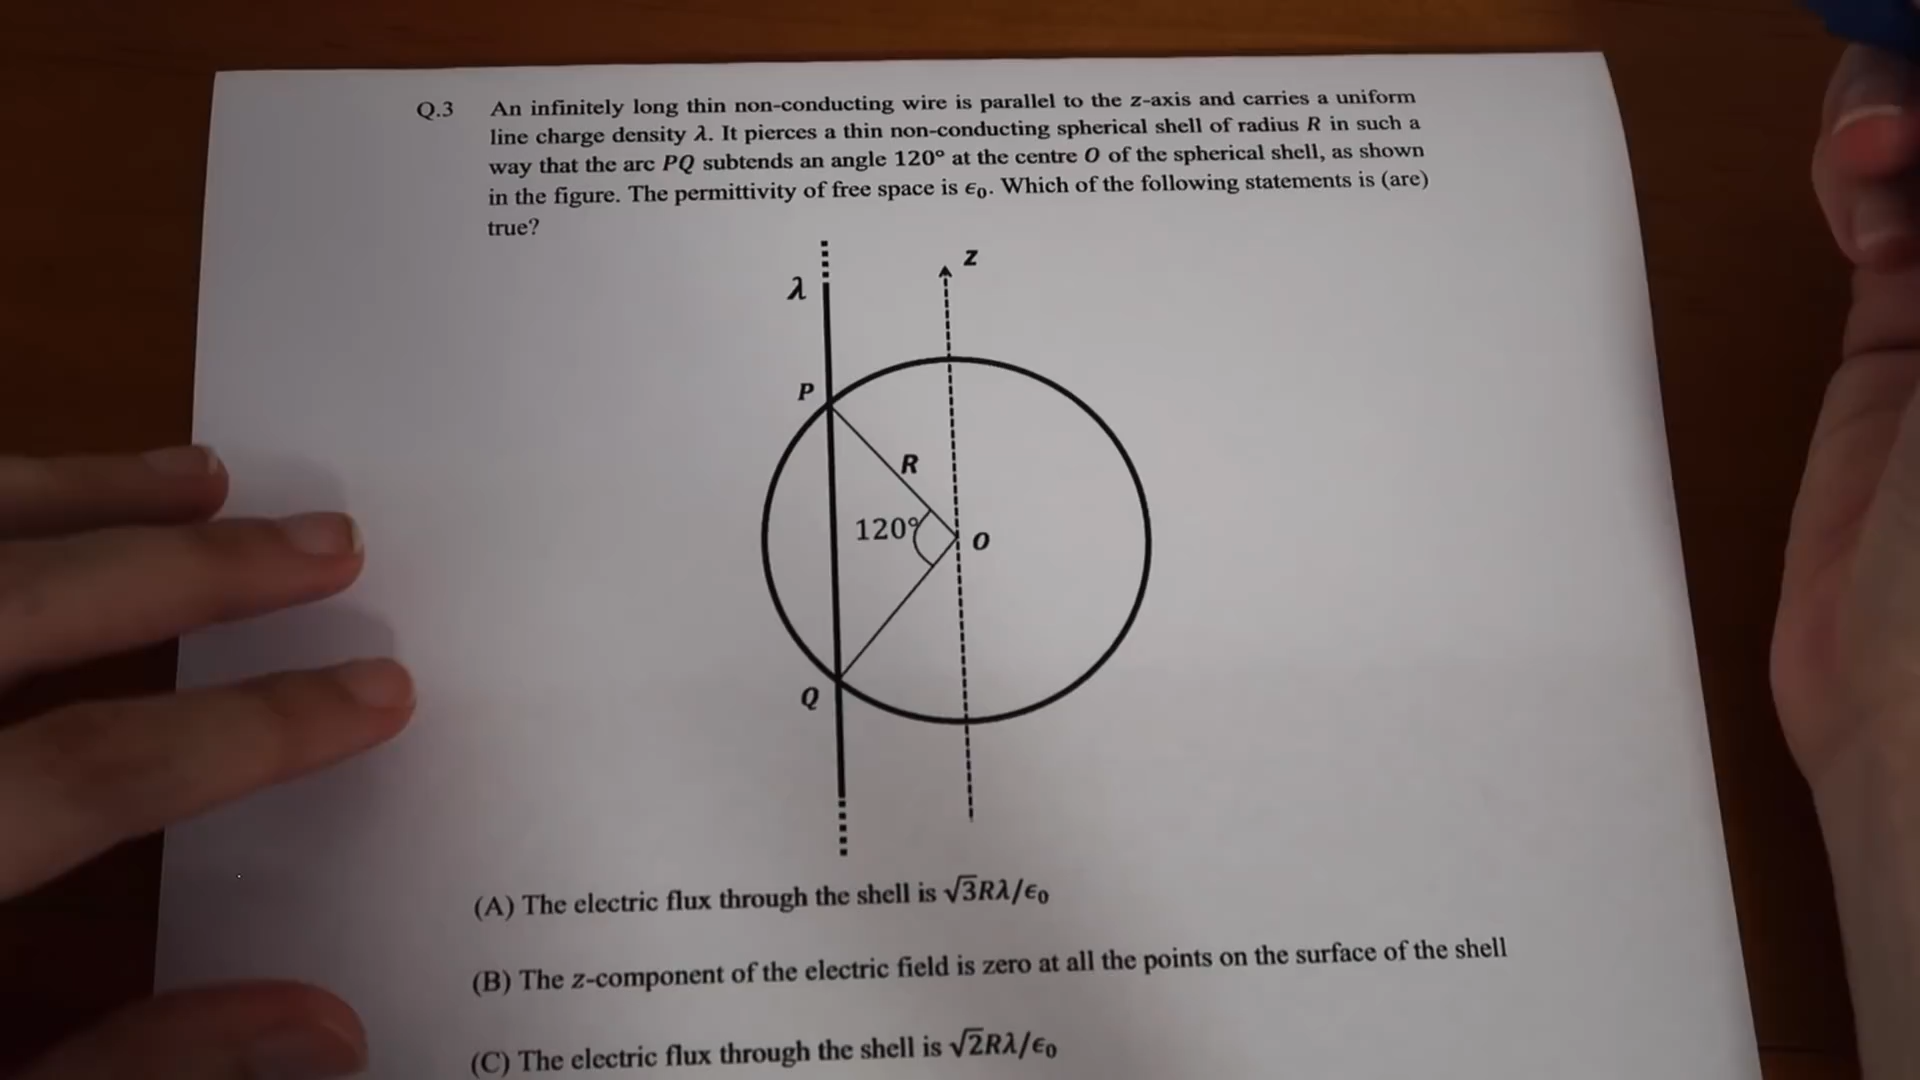 Q.3 An infinitely long thin non-conducting wire is parallel to the z-axis and carries a uniform
line charge density λ. It pierces a thin non-conducting spherical shell of radius R in such a
way that the arc PQ subtends an angle 120° at the centre O of the spherical shell, as shown
in the figure. The permittivity of free space is ϵ₀. Which of the following statements is (are)
true?
z
λ
P
R
120°
O
Q
(A) The electric flux through the shell is √3Rλ/ϵ₀
(B) The z-component of the electric field is zero at all the points on the surface of the shell
(C) The electric flux through the shell is √2Rλ/ϵ₀